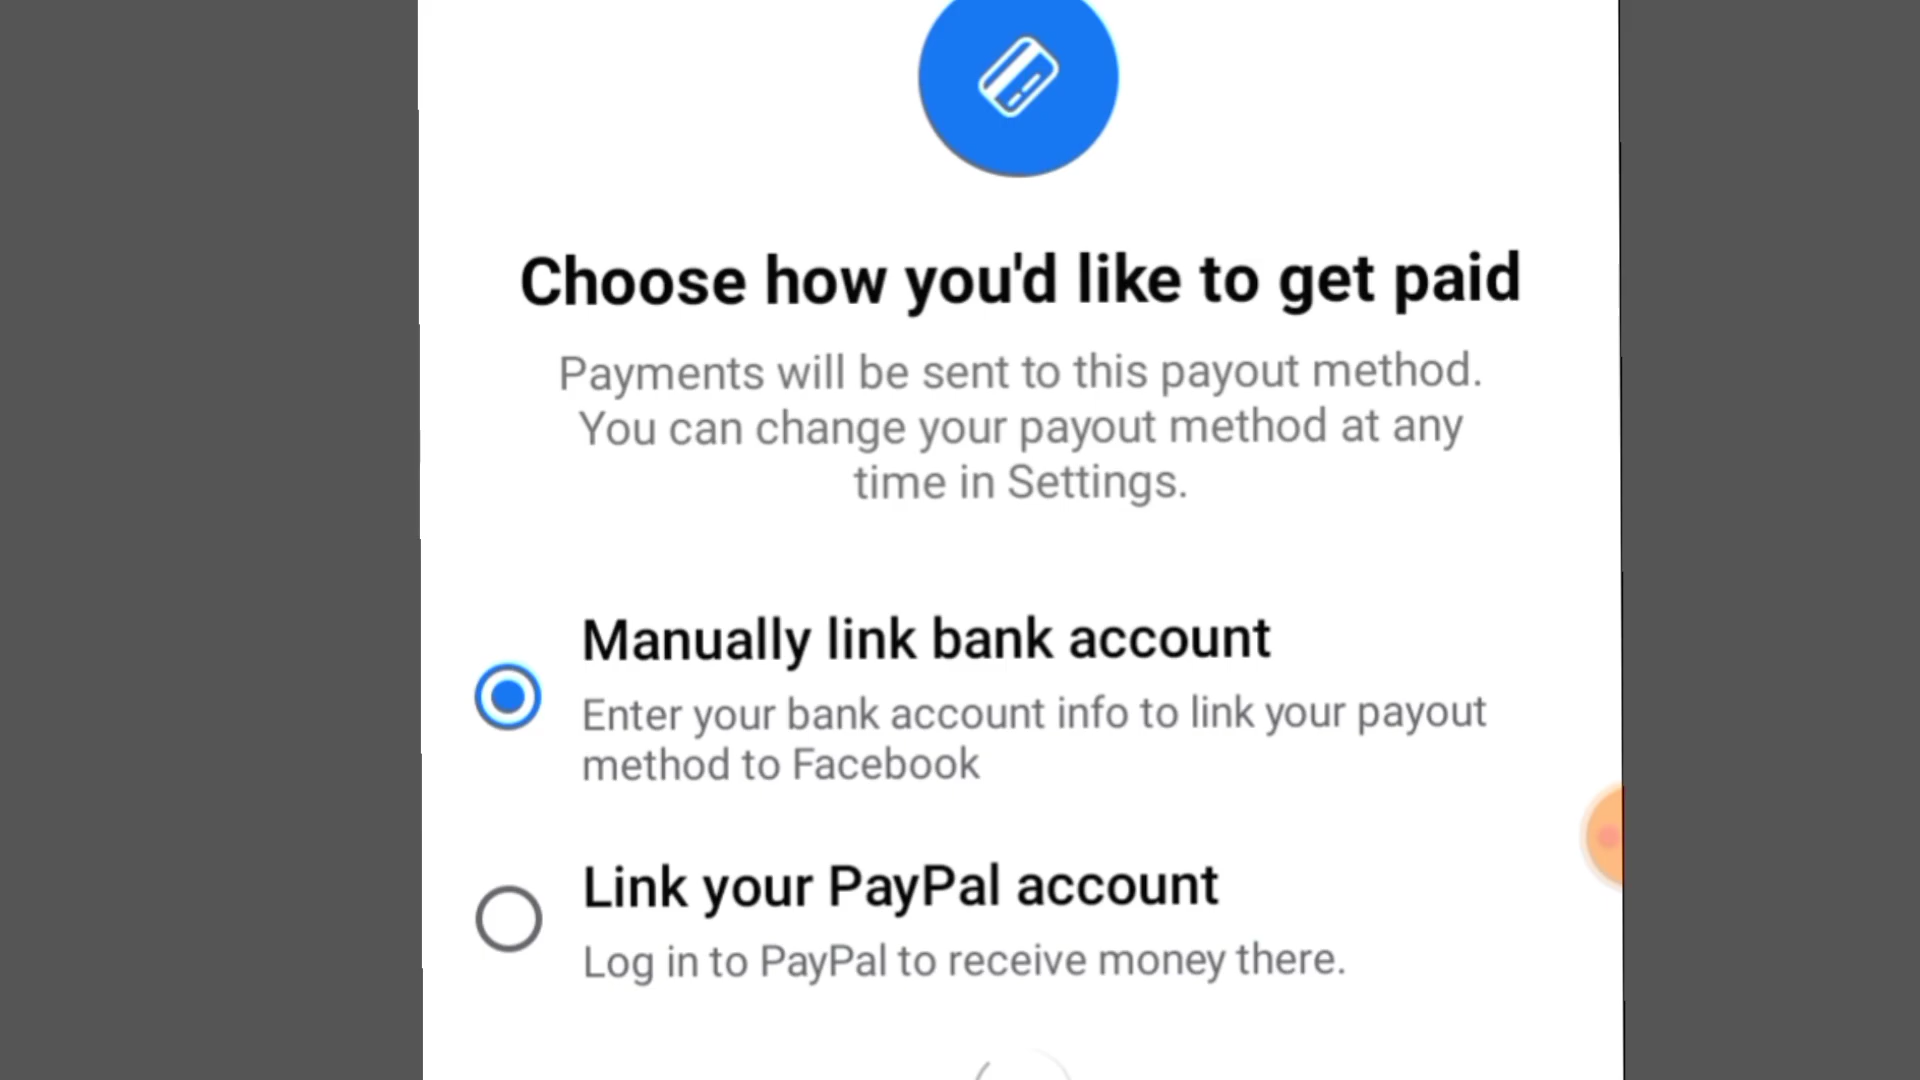 Choose how you'd like to get paid
Payments will be sent to this payout method.
You can change your payout method at any
time in Settings.
Manually link bank account
Enter your bank account info to link your payout
method to Facebook
Link your PayPal account
Log in to PayPal to receive money there.